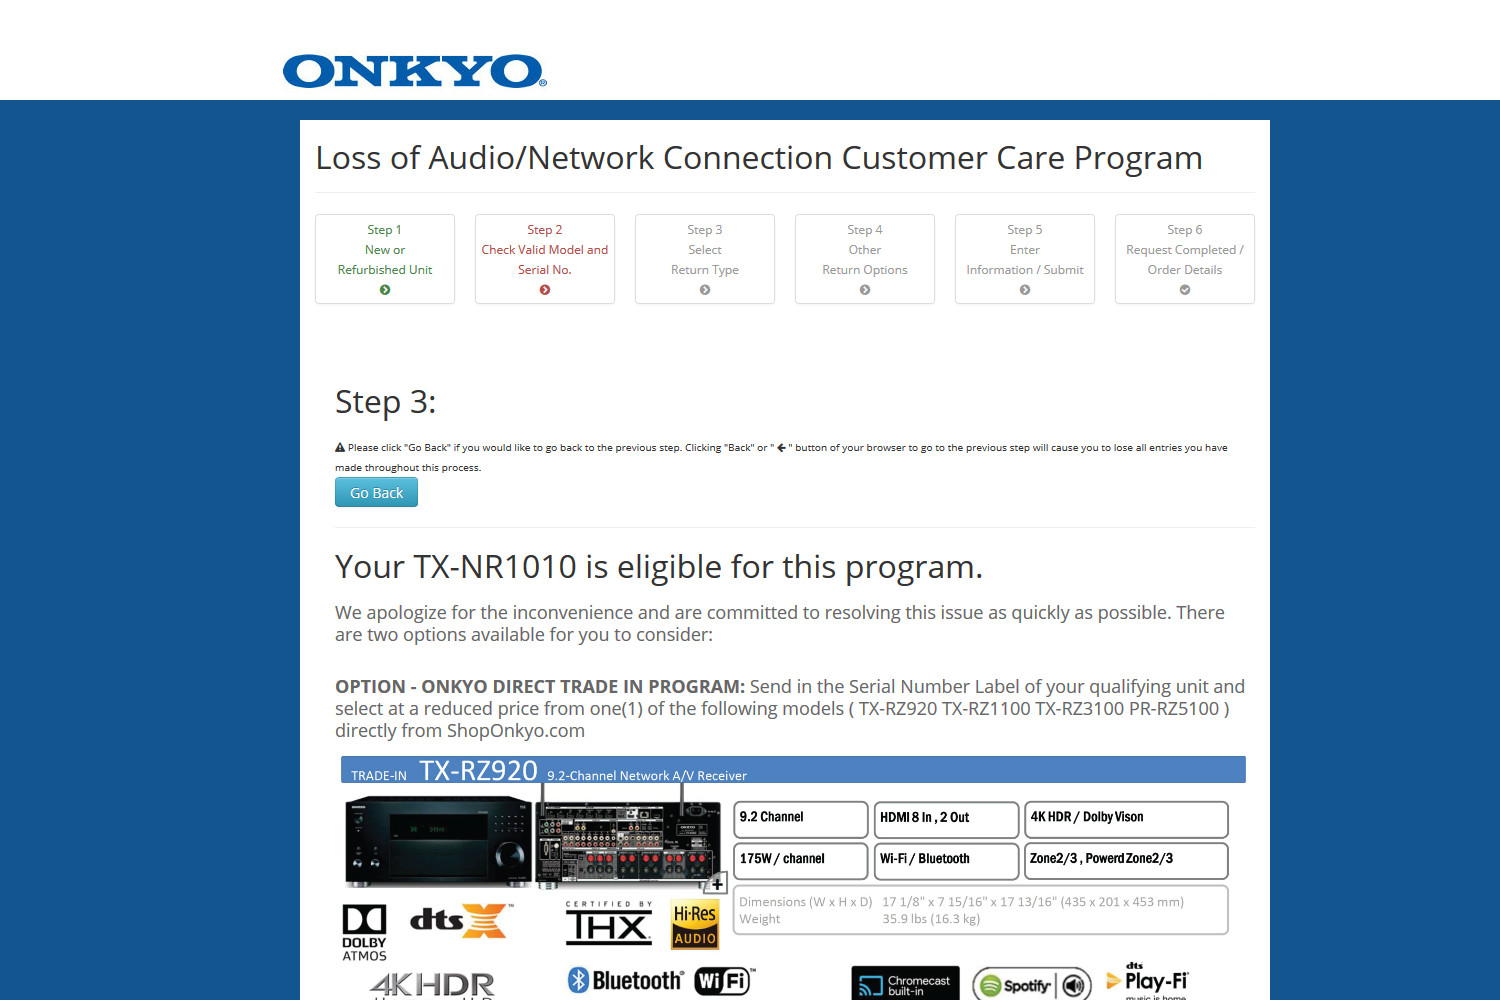 ONKYO®
Loss of Audio/Network Connection Customer Care Program
Step 1
New or
Refurbished Unit
Step 2
Check Valid Model and
Serial No.
Step 3
Select
Return Type
Step 4
Other
Return Options
Step 5
Enter
Information / Submit
Step 6
Request Completed /
Order Details
Step 3:
Please click "Go Back" if you would like to go back to the previous step. Clicking "Back" or " " button of your browser to go to the previous step will cause you to lose all entries you have
made throughout this process.
Go Back
Your TX-NR1010 is eligible for this program.
We apologize for the inconvenience and are committed to resolving this issue as quickly as possible. There
are two options available for you to consider:
OPTION - ONKYO DIRECT TRADE IN PROGRAM: Send in the Serial Number Label of your qualifying unit and
select at a reduced price from one(1) of the following models ( TX-RZ920 TX-RZ1100 TX-RZ3100 PR-RZ5100 )
directly from ShopOnkyo.com
TRADE-IN TX-RZ920 9.2-Channel Network A/V Receiver
9.2 Channel
HDMI 8 In , 2 Out
4K HDR / Dolby Vison
175W / channel
Wi-Fi / Bluetooth
Zone2/3 , Powerd Zone2/3
Dimensions (W x H x D) 17 1/8" x 7 15/16" x 17 13/16" (435 x 201 x 453 mm)
Weight 35.9 lbs (16.3 kg)
DOLBY
ATMOS
dts X™
CERTIFIED BY
THX
Hi-Res
AUDIO
4K HDR
Bluetooth®
Wi Fi™
Chromecast
built-in
Spotify®
dts
Play-Fi®
music is home